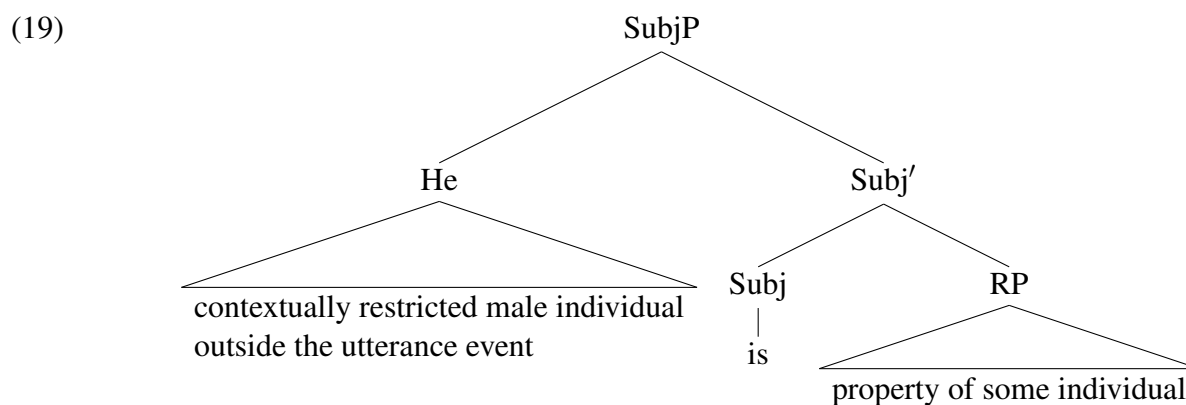 (19)
SubjP
He
Subj′
Subj
RP
contextually restricted male individual
outside the utterance event
is
property of some individual